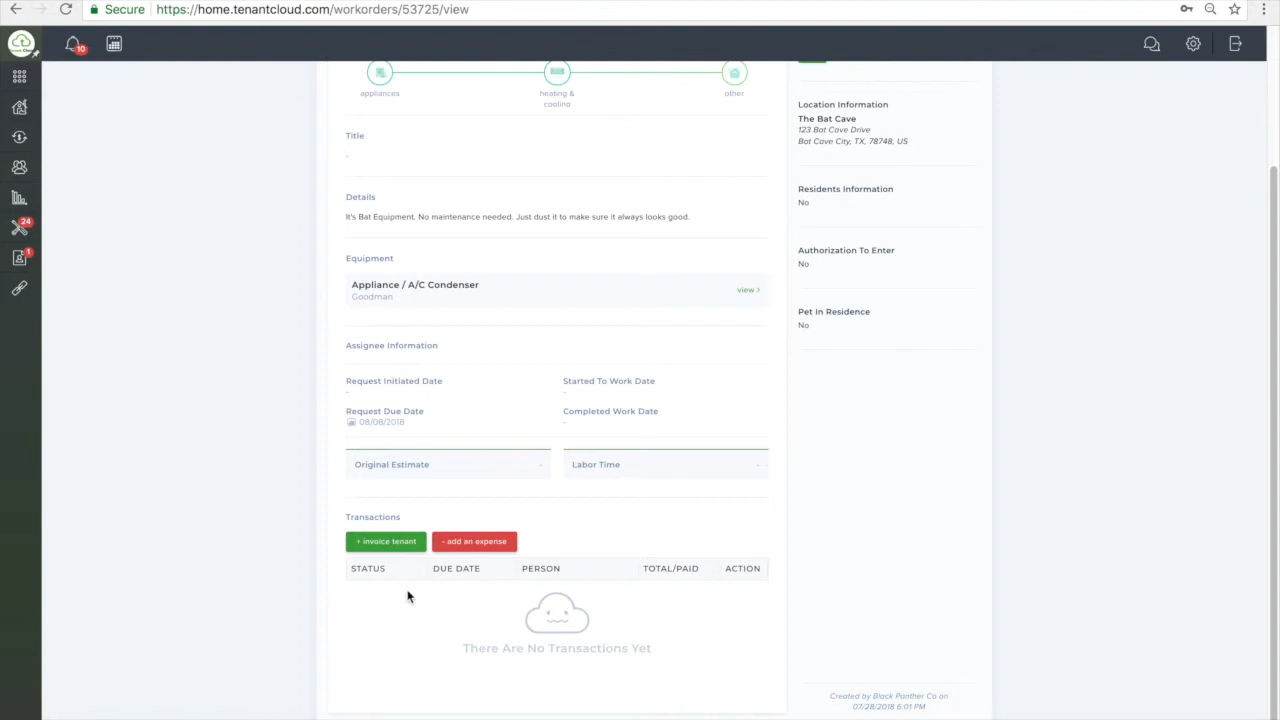 Secure
https://home.tenantcloud.com/workorders/53725/view
10
24
1
appliances
heating &
cooling
other
Title
-
Details
It's Bat Equipment. No maintenance needed. Just dust it to make sure it always looks good.
Equipment
Appliance / A/C Condenser
Goodman
view >
Assignee Information
Request Initiated Date
-
Started To Work Date
-
Request Due Date
08/08/2018
Completed Work Date
-
Original Estimate -
Labor Time -
Transactions
+ invoice tenant
- add an expense
STATUS DUE DATE PERSON TOTAL/PAID ACTION
There Are No Transactions Yet
Location Information
The Bat Cave
123 Bat Cave Drive
Bat Cave City, TX, 78748, US
Residents Information
No
Authorization To Enter
No
Pet In Residence
No
Created by Black Panther Co on
07/28/2018 6:01 PM